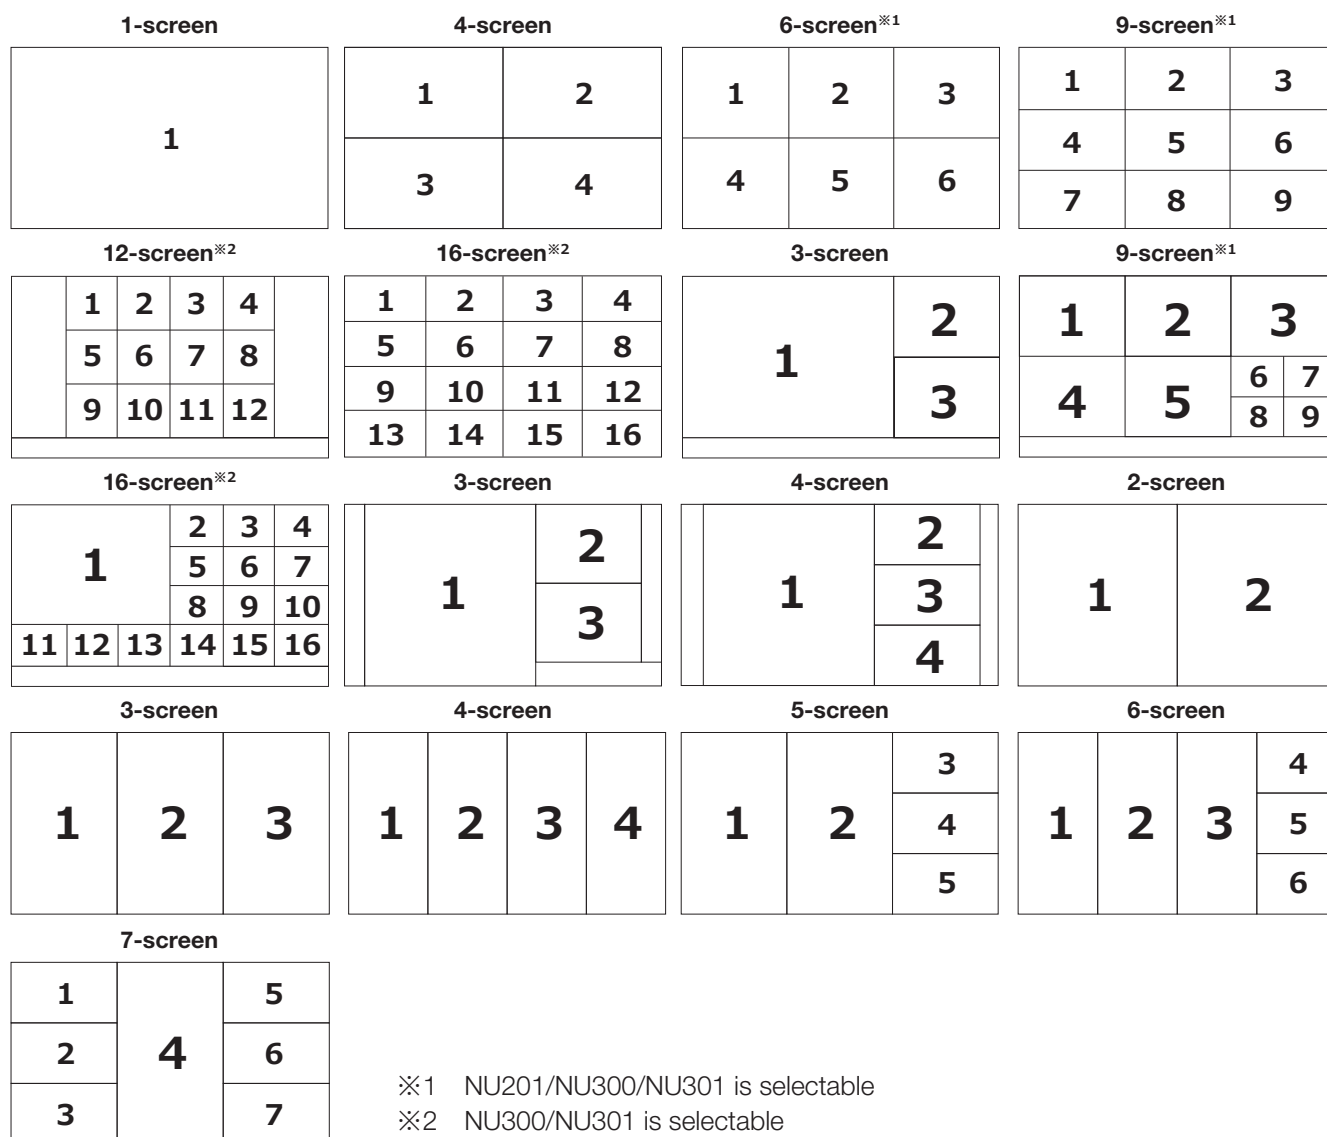 1-screen 4-screen 6-screen※1 9-screen※1
1
1 2
3 4
1 2 3
4 5 6
1 2 3
4 5 6
7 8 9
12-screen※2 16-screen※2 3-screen 9-screen※1
1 2 3 4
5 6 7 8
9 10 11 12
1 2 3 4
5 6 7 8
9 10 11 12
13 14 15 16
1
2
3
1 2 3
4 5
6 7
8 9
16-screen※2 3-screen 4-screen 2-screen
1
2 3 4
5 6 7
8 9 10
11 12 13 14 15 16
1
2
3
1
2
3
4
1 2
3-screen 4-screen 5-screen 6-screen
1 2 3
1 2 3 4
1 2
3
4
5
1 2 3
4
5
6
7-screen
1
2
3
4
5
6
7
※1 NU201/NU300/NU301 is selectable
※2 NU300/NU301 is selectable